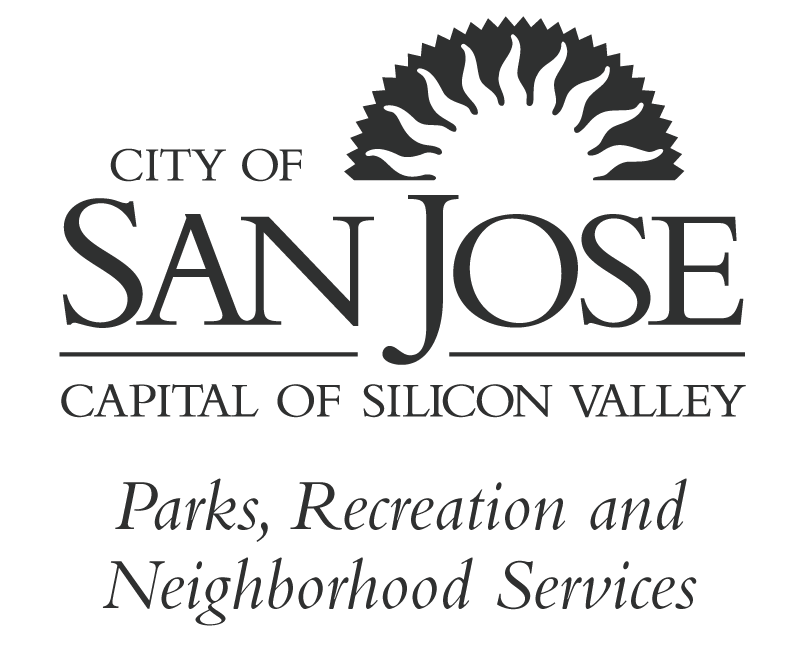 CITY OF
SAN JOSE
CAPITAL OF SILICON VALLEY
Parks, Recreation and
Neighborhood Services